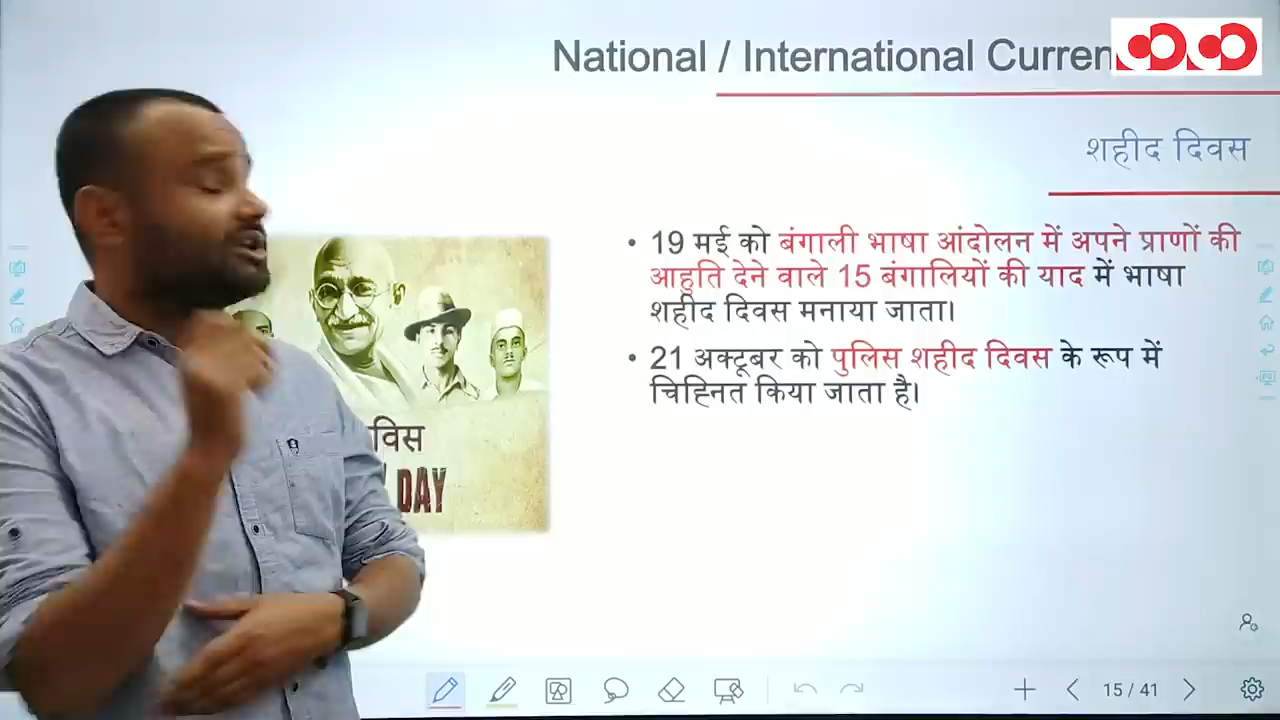 National / International Curren
शहीद दिवस
• 19 मई को बंगाली भाषा आंदोलन में अपने प्राणों की
आहुति देने वाले 15 बंगालियों की याद में भाषा
शहीद दिवस मनाया जाता।
• 21 अक्टूबर को पुलिस शहीद दिवस के रूप में
चिह्नित किया जाता है।
विस
DAY
15 / 41